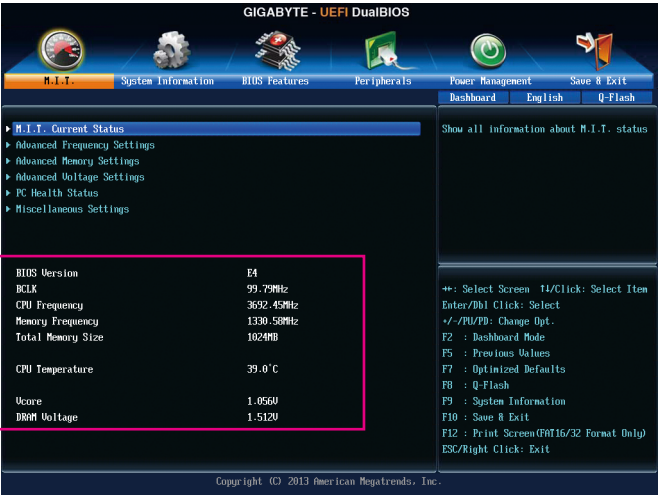 GIGABYTE - UEFI DualBIOS
M.I.T. System Information BIOS Features Peripherals Power Management Save & Exit
Dashboard English Q-Flash
M.I.T. Current Status
Advanced Frequency Settings
Advanced Memory Settings
Advanced Voltage Settings
PC Health Status
Miscellaneous Settings
Show all information about M.I.T. status
BIOS Version E4
BCLK 99.79MHz
CPU Frequency 3692.45MHz
Memory Frequency 1330.58MHz
Total Memory Size 1024MB
CPU Temperature 39.0°C
Vcore 1.056V
DRAM Voltage 1.512V
→←: Select Screen ↑↓/Click: Select Item
Enter/Dbl Click: Select
+/-/PU/PD: Change Opt.
F2 : Dashboard Mode
F5 : Previous Values
F7 : Optimized Defaults
F8 : Q-Flash
F9 : System Information
F10 : Save & Exit
F12 : Print Screen(FAT16/32 Format Only)
ESC/Right Click: Exit
Copyright (C) 2013 American Megatrends, Inc.